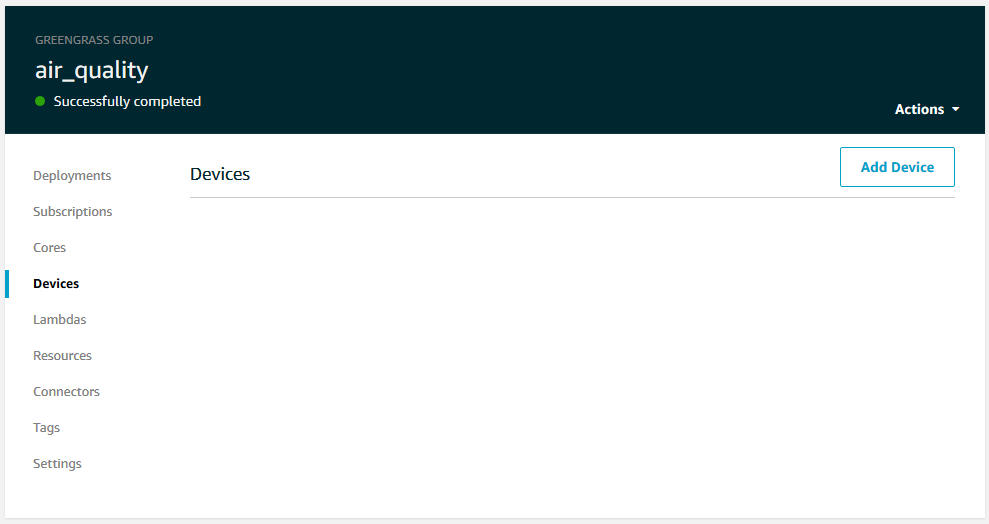 GREENGRASS GROUP
air_quality
Successfully completed
Actions
Deployments
Subscriptions
Cores
Devices
Lambdas
Resources
Connectors
Tags
Settings
Devices
Add Device